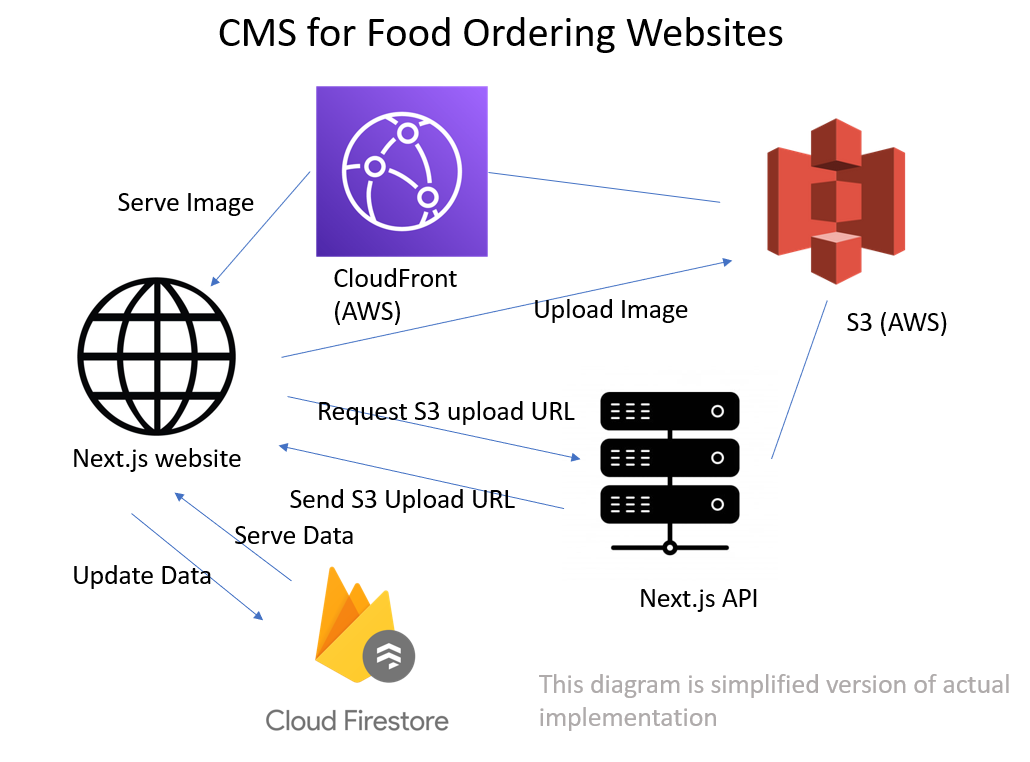 CMS for Food Ordering Websites
Serve Image
CloudFront
(AWS)
Upload Image
S3 (AWS)
Request S3 upload URL
Next.js website
Send S3 Upload URL
Serve Data
Update Data
Next.js API
Cloud Firestore
This diagram is simplified version of actual
implementation